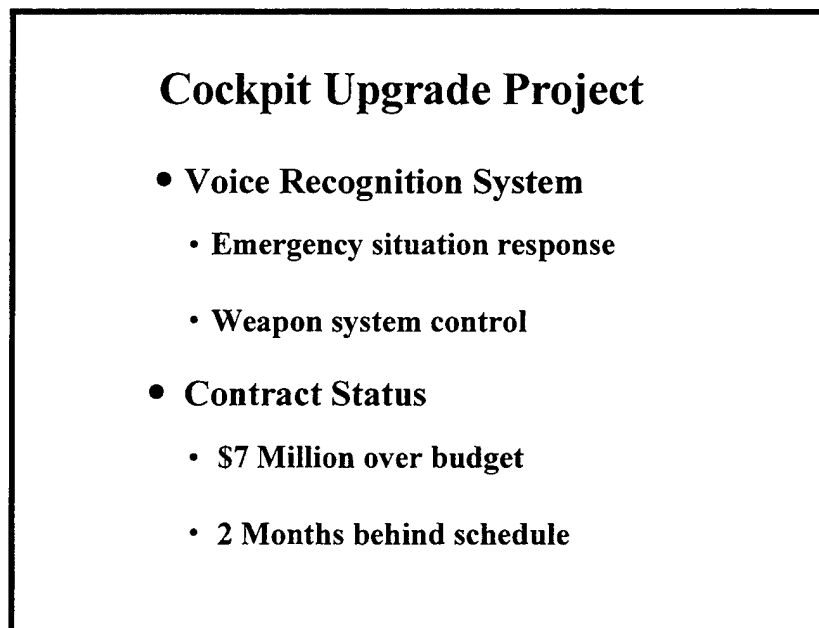 Cockpit Upgrade Project
• Voice Recognition System
• Emergency situation response
• Weapon system control
• Contract Status
• $7 Million over budget
• 2 Months behind schedule